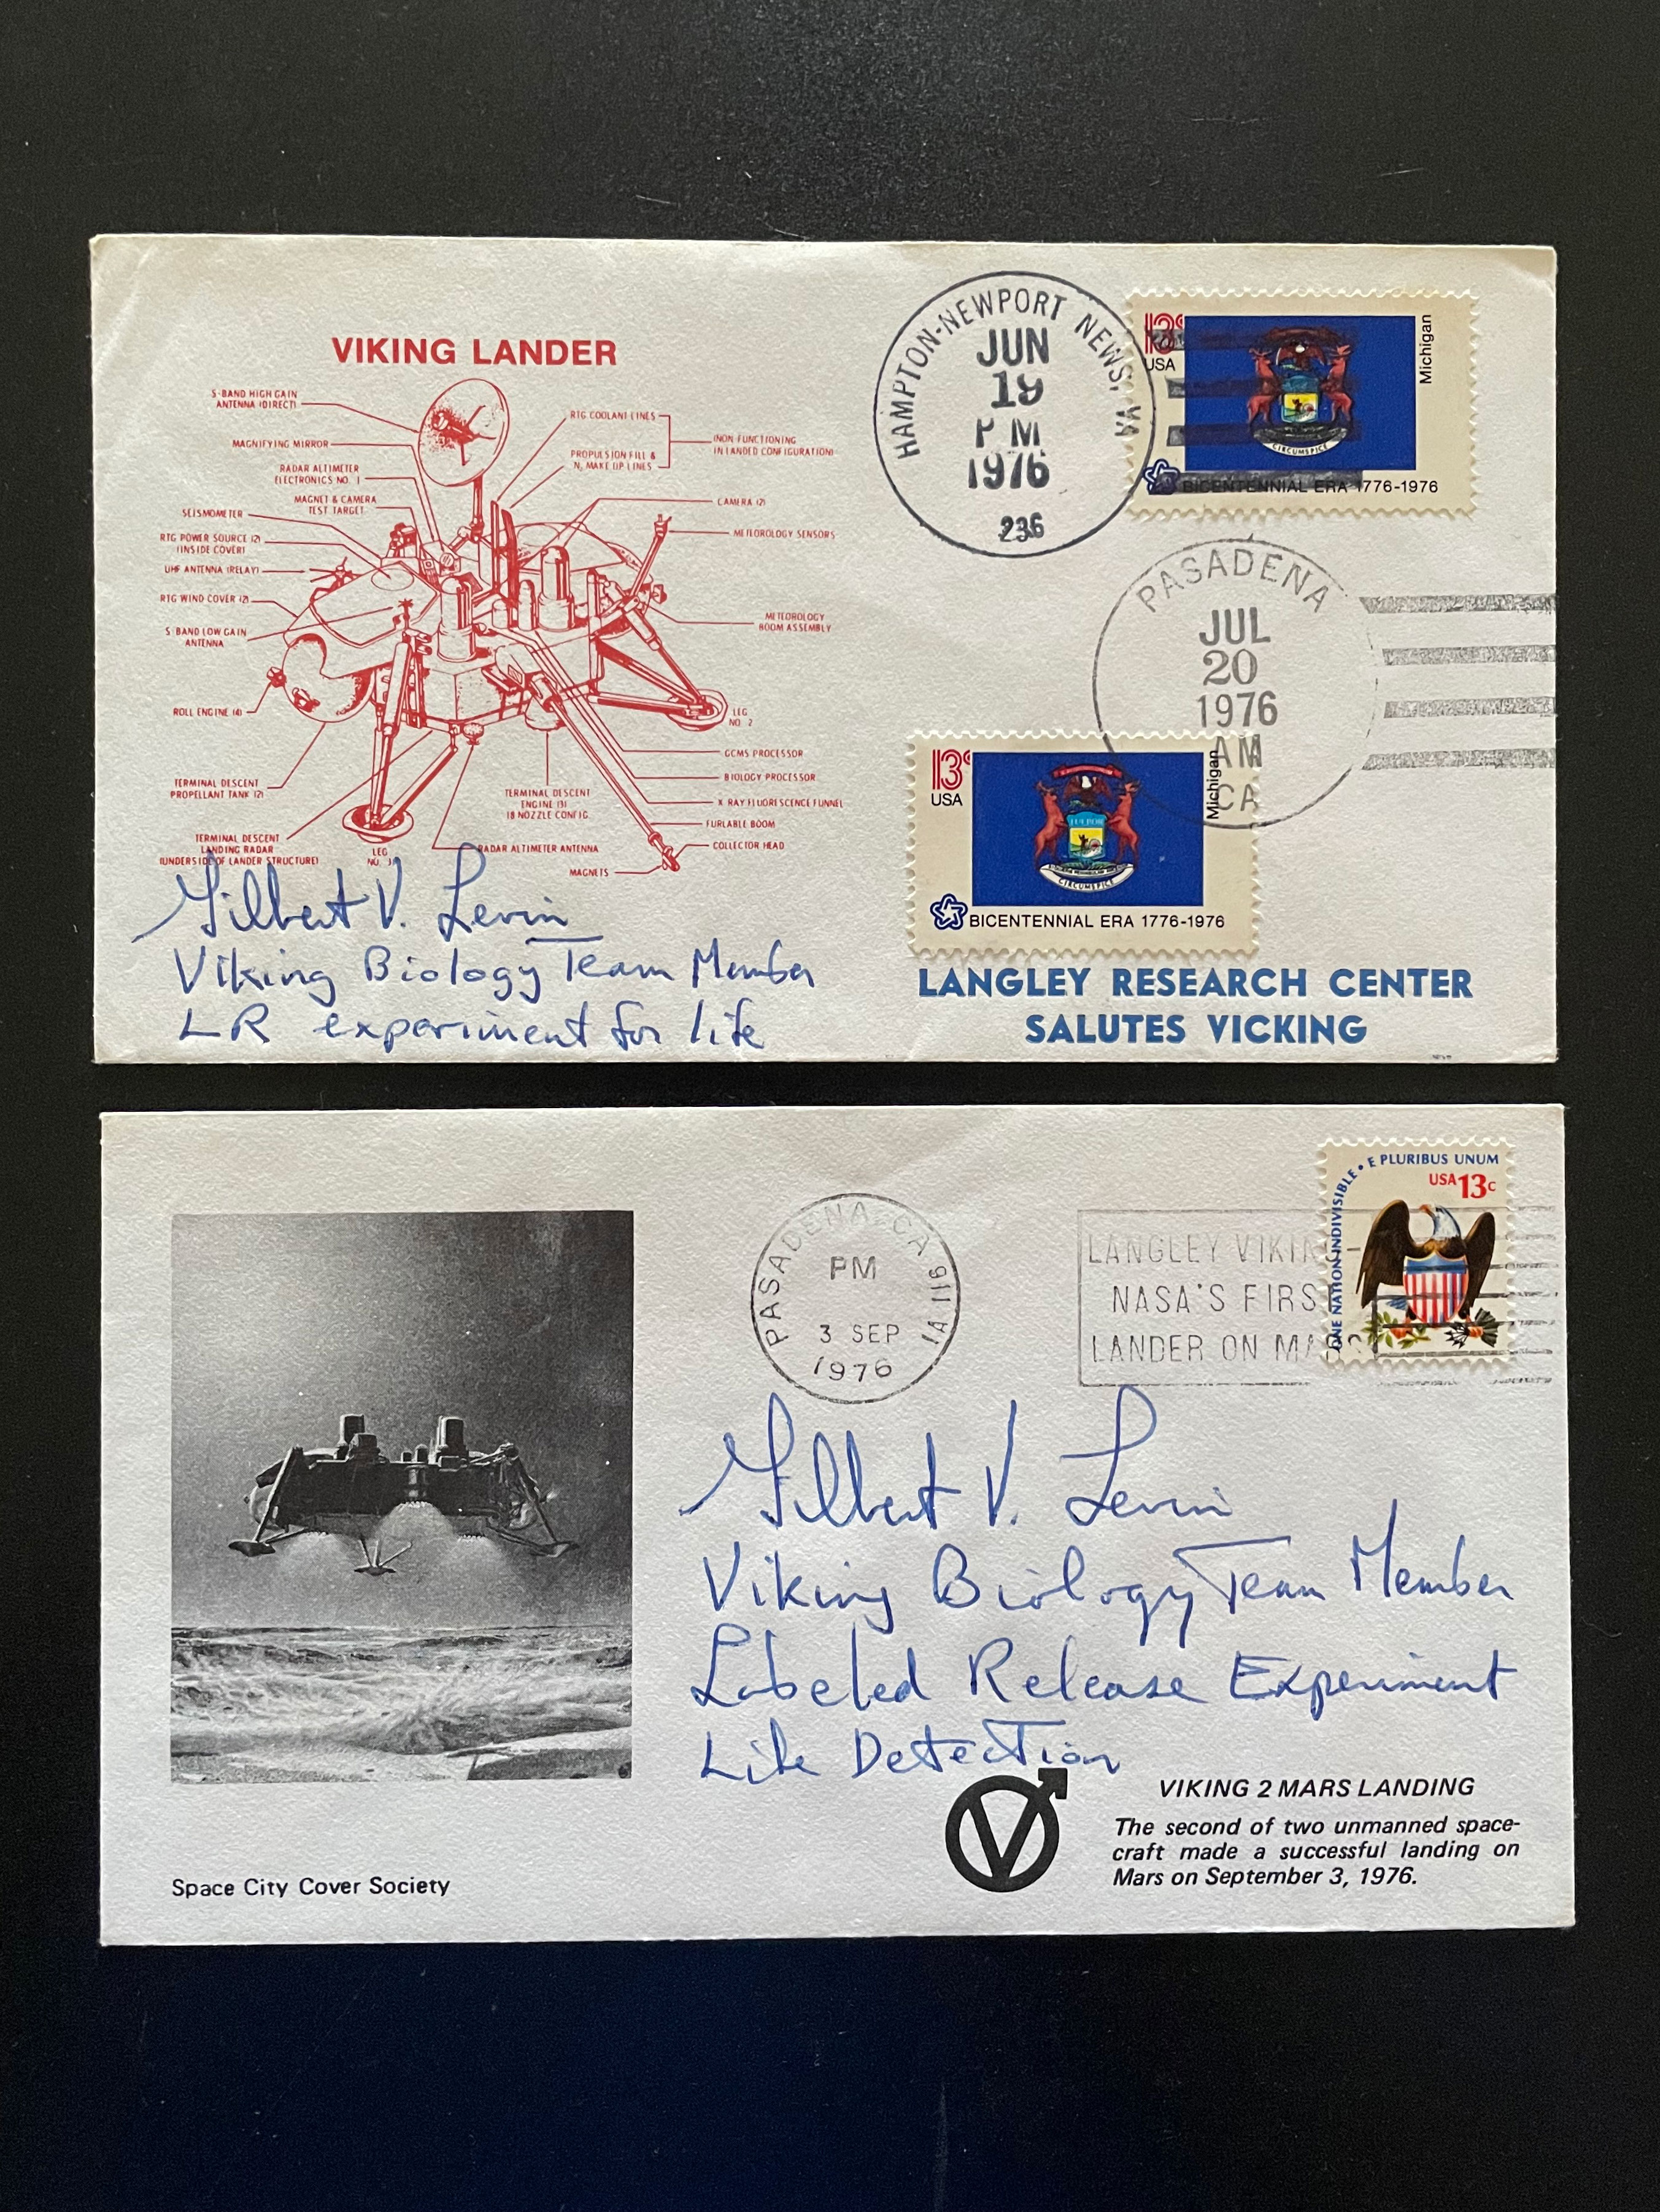 VIKING LANDER
S-BAND HIGH GAIN
ANTENNA (DIRECT)
MAGNIFYING MIRROR
RADAR ALTIMETER
ELECTRONICS NO. 1
MAGNET & CAMERA
TEST TARGET
SEISMOMETER
RTG POWER SOURCE (2)
(INSIDE COVER)
UHF ANTENNA (RELAY)
RTG WIND COVER (2)
S-BAND LOW GAIN
ANTENNA
ROLL ENGINE (4)
TERMINAL DESCENT
PROPELLANT TANK (2)
TERMINAL DESCENT
LANDING RADAR
(UNDERSIDE OF LANDER STRUCTURE)
LEG
NO. 3
RTG COOLANT LINES
PROPULSION FILL &
N2 MAKE UP LINES
(NON FUNCTIONING
IN LANDED CONFIGURATION)
CAMERA (2)
METEOROLOGY SENSORS
METEOROLOGY
BOOM ASSEMBLY
LEG
NO. 2
GCMS PROCESSOR
BIOLOGY PROCESSOR
X RAY FLUORESCENCE FUNNEL
FURLABLE BOOM
COLLECTOR HEAD
MAGNETS
TERMINAL DESCENT
ENGINE (3)
18 NOZZLE CONFIG.
RADAR ALTIMETER ANTENNA
Gilbert V. Levin
Viking Biology Team Member
LR experiment for life
HAMPTON-NEWPORT NEWS, VA
JUN
19
PM
1976
236
13c
USA
Michigan
CIRCUMSPICE
BICENTENNIAL ERA 1776-1976
PASADENA
JUL
20
1976
AM
CA
13c
USA
Michigan
TUEBOR
CIRCUMSPICE
BICENTENNIAL ERA 1776-1976
LANGLEY RESEARCH CENTER
SALUTES VICKING
PASADENA CA 911
PM
3 SEP
1976
LANGLEY VIKING-
NASA'S FIRST
LANDER ON MARS
ONE NATION INDIVISIBLE • E PLURIBUS UNUM
USA 13c
Gilbert V. Levin
Viking Biology Team Member
Labeled Release Experiment
Life Detection
V
VIKING 2 MARS LANDING
The second of two unmanned space-
craft made a successful landing on
Mars on September 3, 1976.
Space City Cover Society